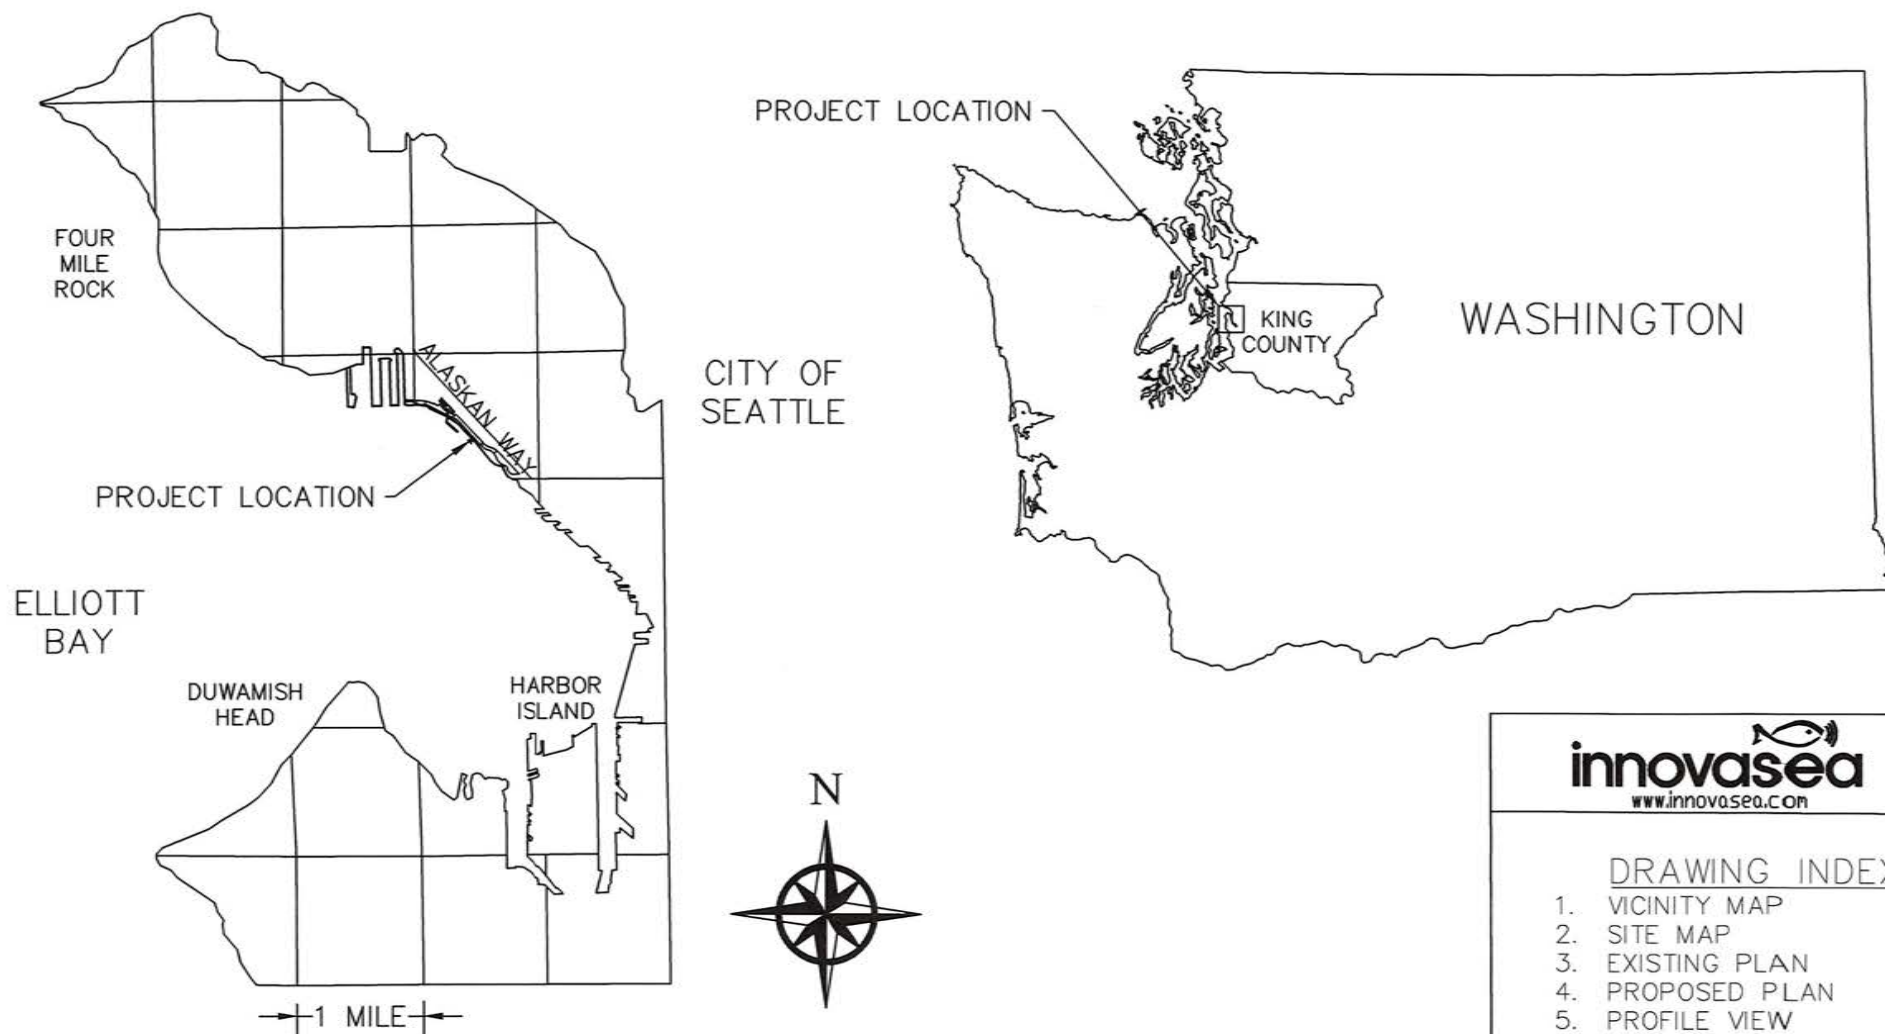 FOUR
MILE
ROCK
ALASKAN WAY
CITY OF
SEATTLE
PROJECT LOCATION
ELLIOTT
BAY
DUWAMISH
HEAD
HARBOR
ISLAND
1 MILE
N
PROJECT LOCATION
KING
COUNTY
WASHINGTON
innovasea
www.innovasea.com
DRAWING INDEX
1. VICINITY MAP
2. SITE MAP
3. EXISTING PLAN
4. PROPOSED PLAN
5. PROFILE VIEW